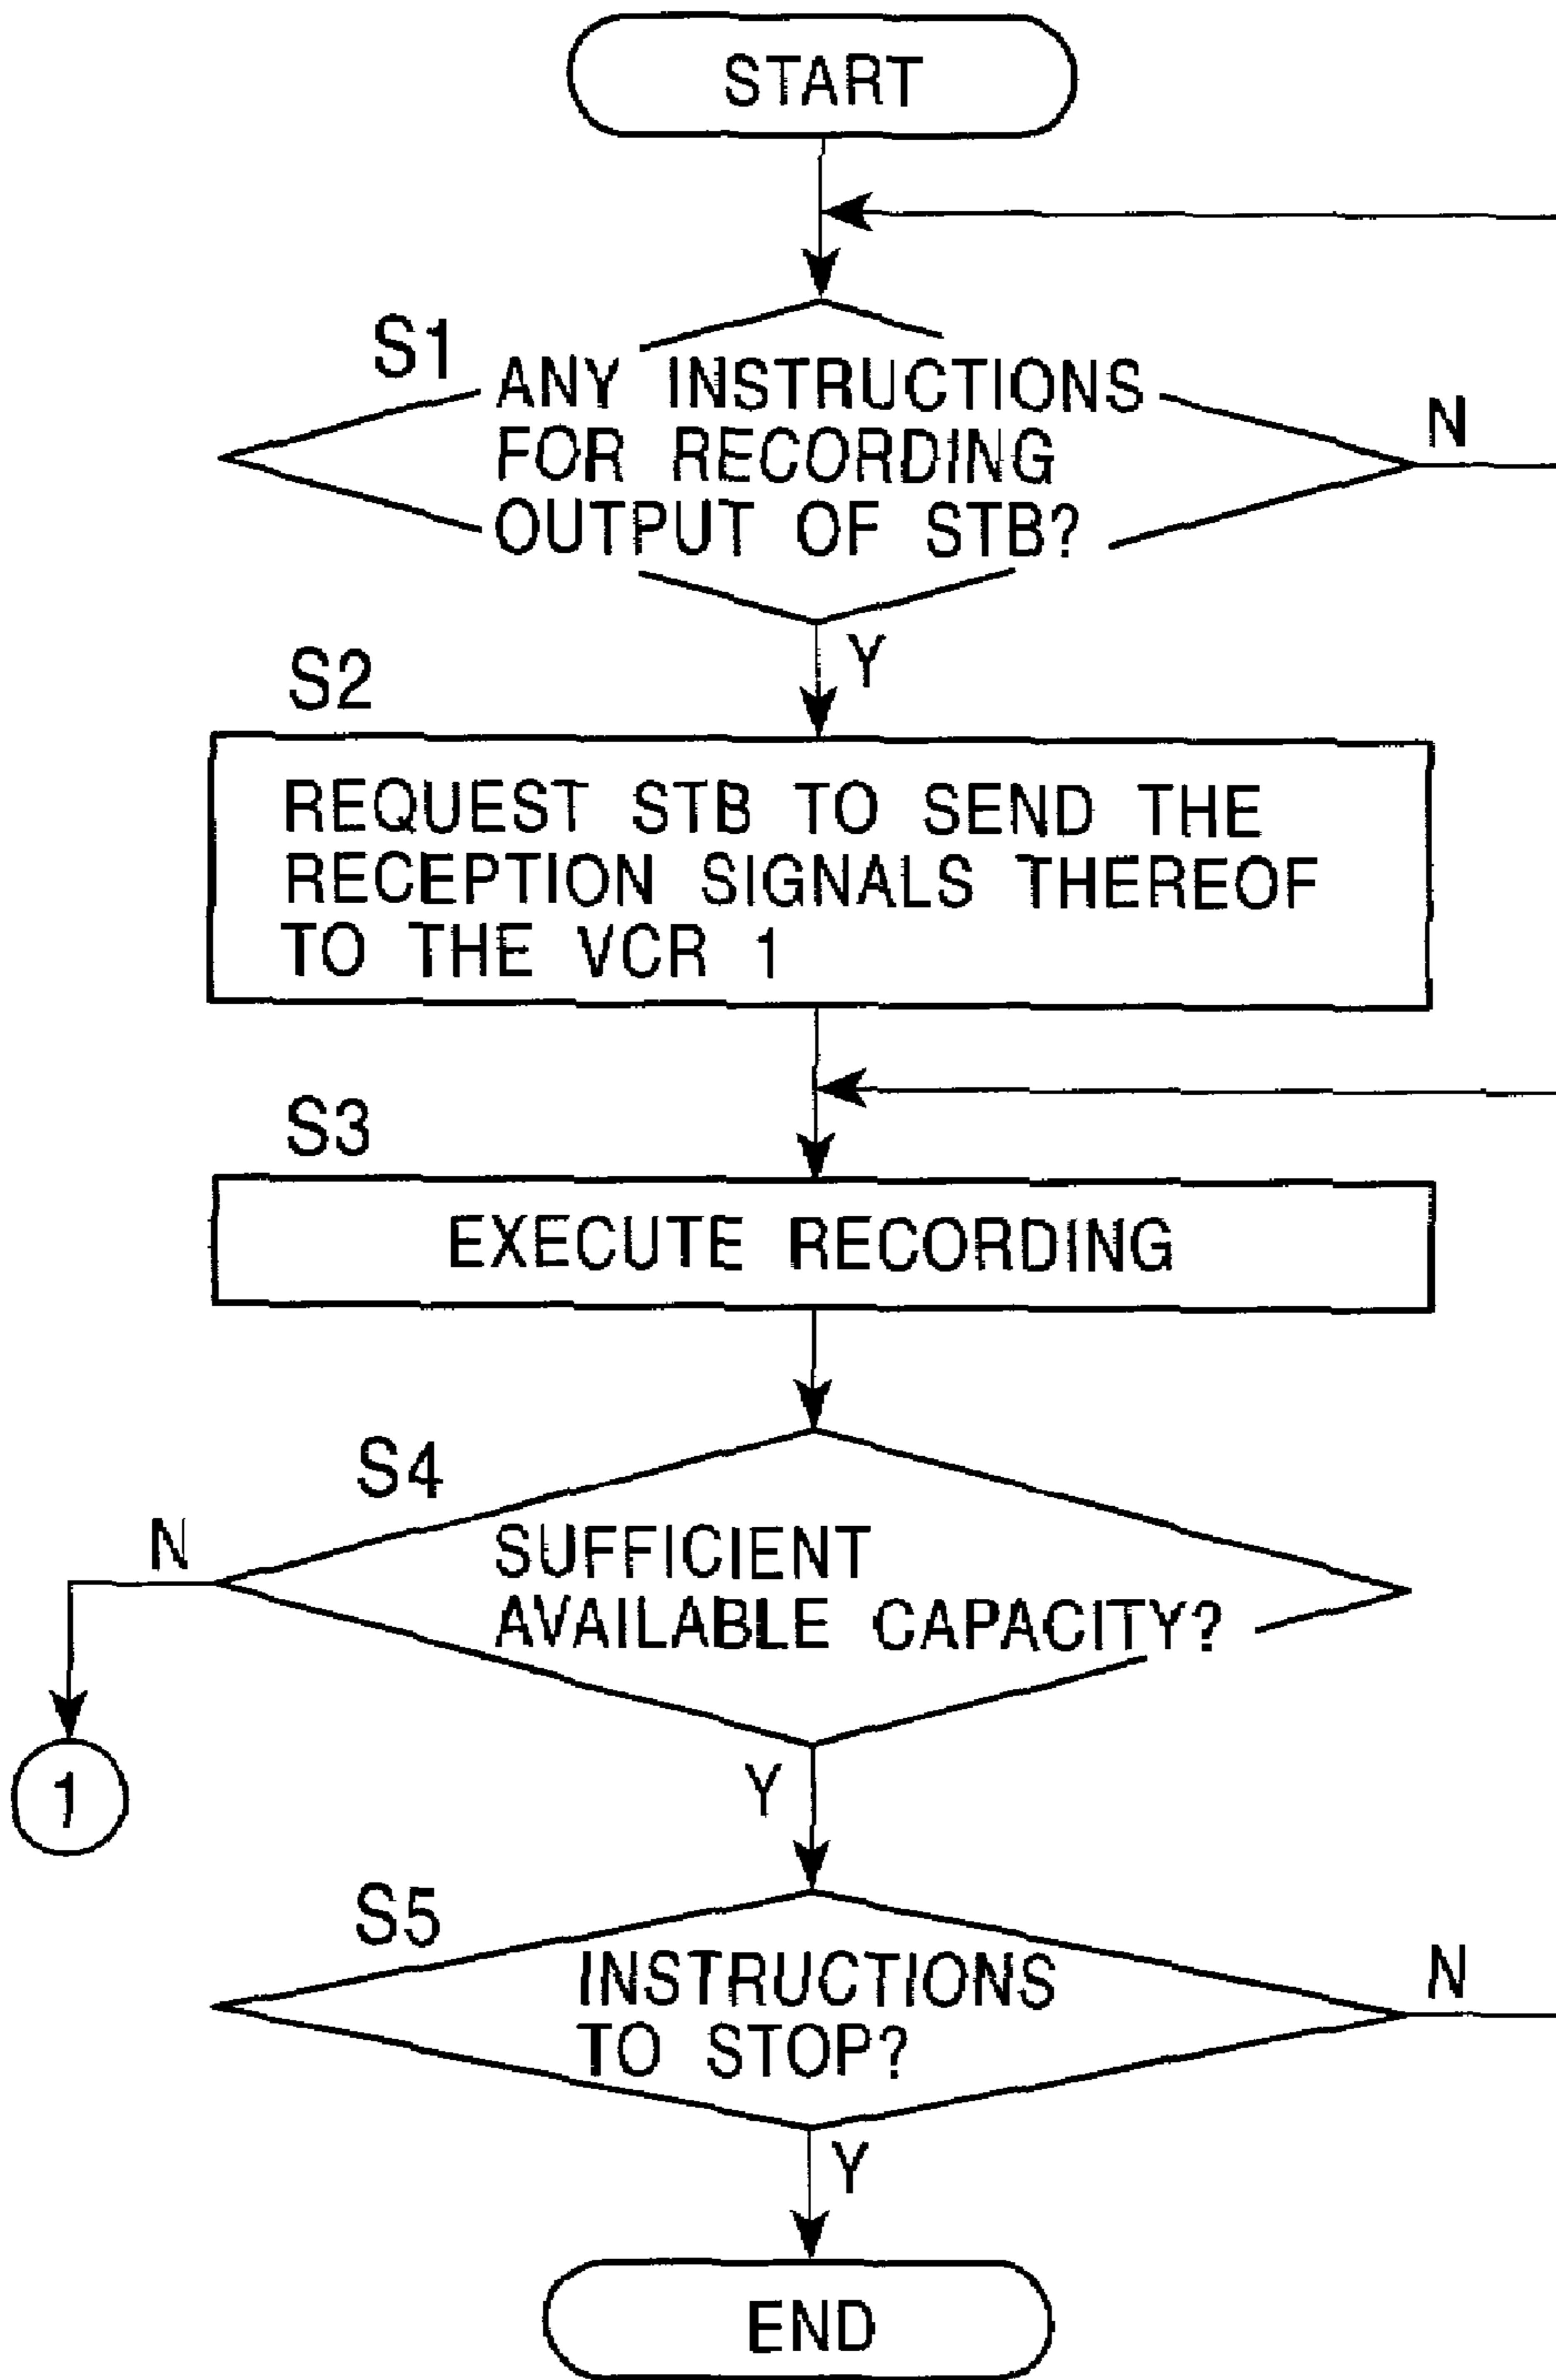 START
S1
ANY INSTRUCTIONS
FOR RECORDING
OUTPUT OF STB?
N
Y
S2
REQUEST STB TO SEND THE
RECEPTION SIGNALS THEREOF
TO THE VCR 1
S3
EXECUTE RECORDING
S4
N
SUFFICIENT
AVAILABLE CAPACITY?
1
Y
S5
INSTRUCTIONS
TO STOP?
N
Y
END